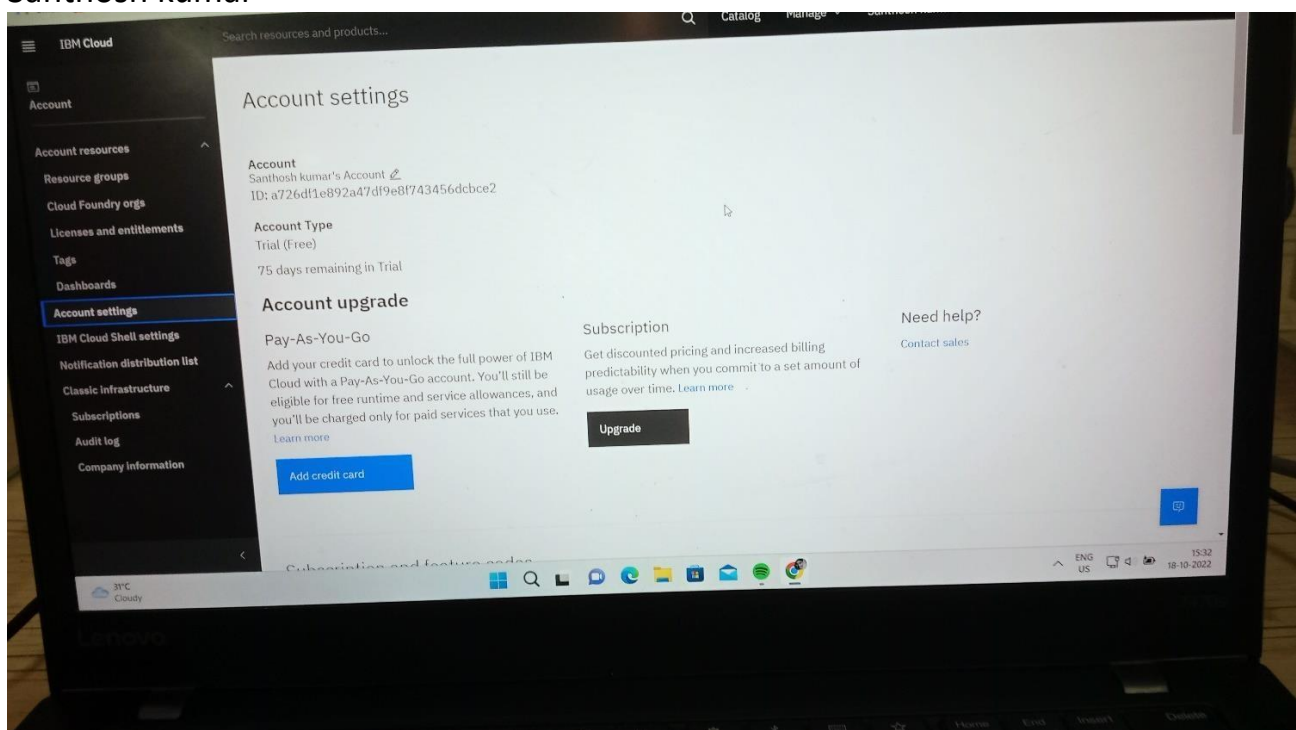 IBM Cloud
Search resources and products...
Catalog
Manage
Account
Account resources
Resource groups
Cloud Foundry orgs
Licenses and entitlements
Tags
Dashboards
Account settings
IBM Cloud Shell settings
Notification distribution list
Classic infrastructure
Subscriptions
Audit log
Company information
Account settings
Account
Santhosh kumar's Account
ID: a726df1e892a47df9e8f743456dcbce2
Account Type
Trial (Free)
75 days remaining in Trial
Account upgrade
Pay-As-You-Go
Add your credit card to unlock the full power of IBM
Cloud with a Pay-As-You-Go account. You'll still be
eligible for free runtime and service allowances, and
you'll be charged only for paid services that you use.
Learn more
Add credit card
Subscription
Get discounted pricing and increased billing
predictability when you commit to a set amount of
usage over time. Learn more
Upgrade
Need help?
Contact sales
Subscription and feature codes
31°C
Cloudy
ENG
US
15:32
18-10-2022
Lenovo
Home
End
Insert
Delete